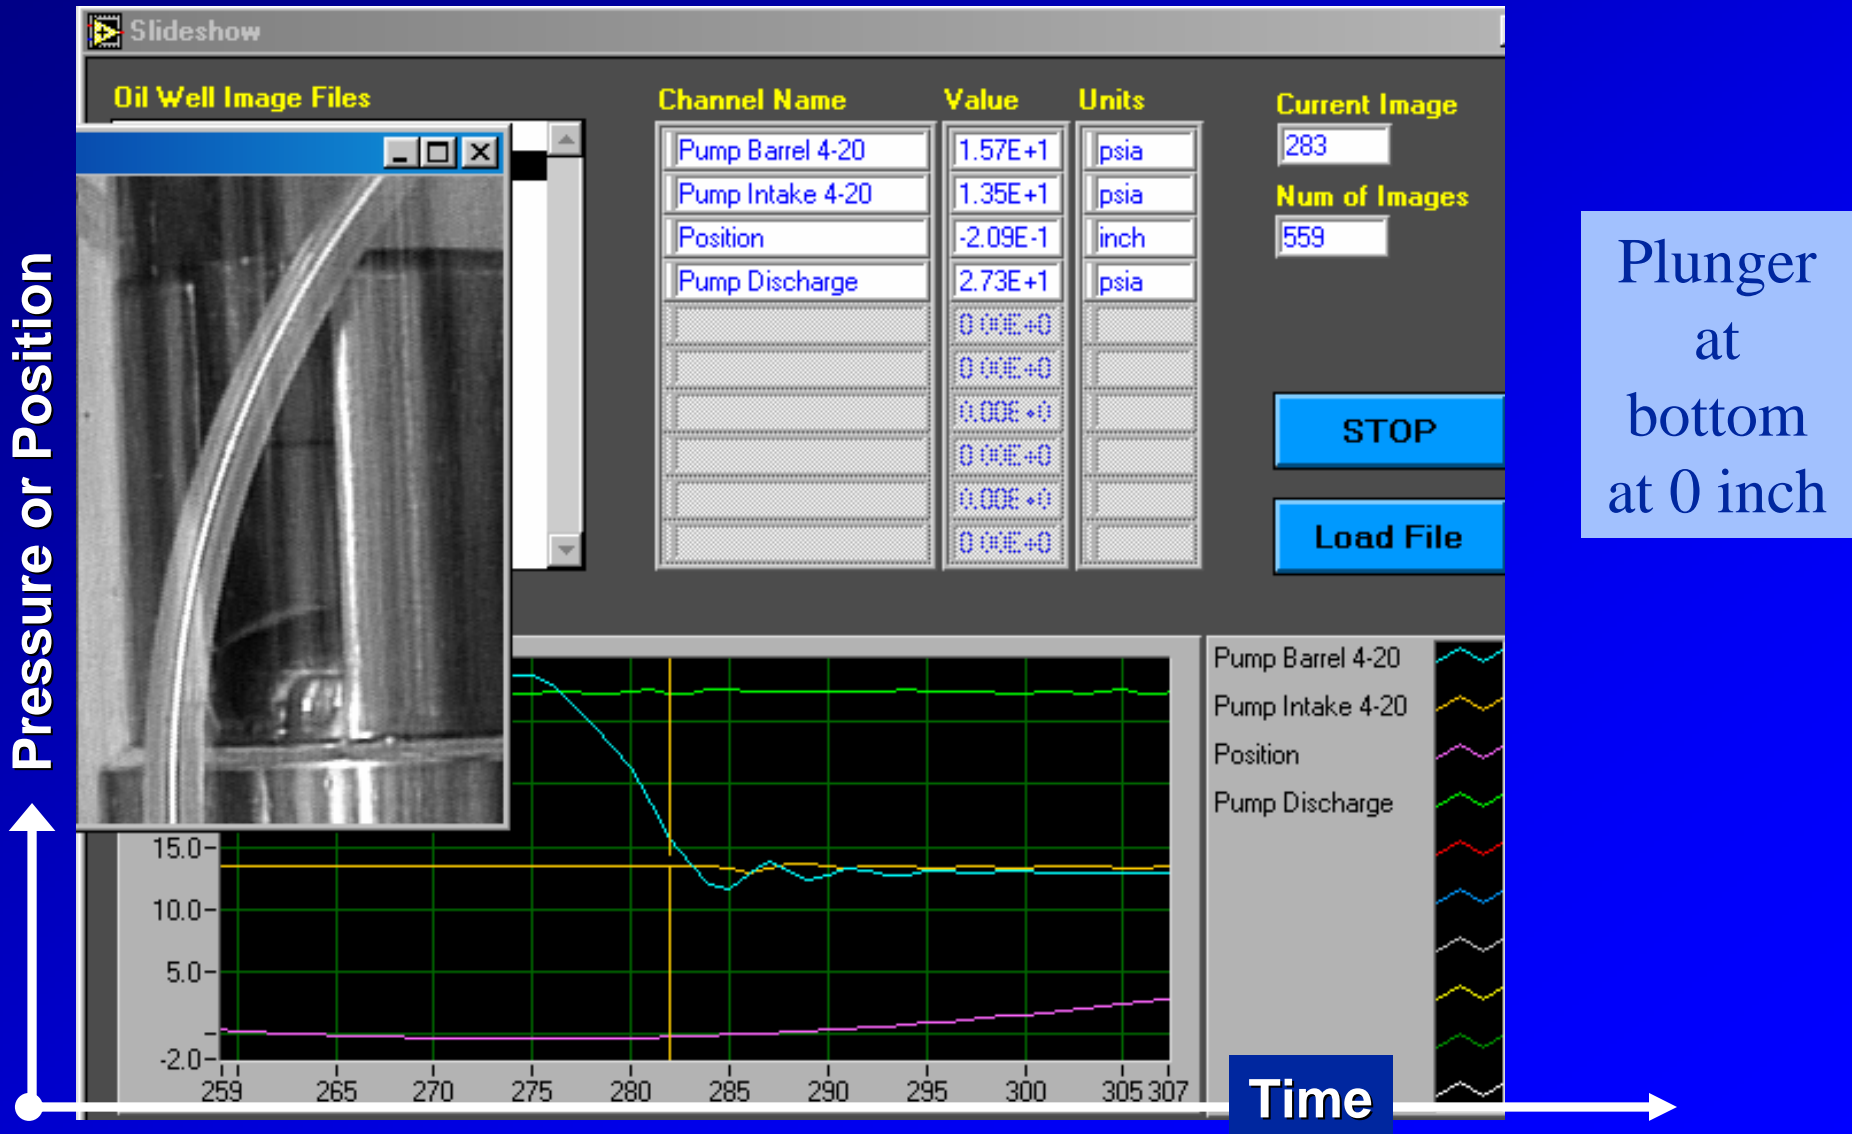 Slideshow
Oil Well Image Files
Channel Name Value Units
Pump Barrel 4-20 1.57E+1 psia
Pump Intake 4-20 1.35E+1 psia
Position -2.09E-1 inch
Pump Discharge 2.73E+1 psia
0.00E+0
0.00E+0
0.00E+0
0.00E+0
0.00E+0
0.00E+0
Current Image
283
Num of Images
559
STOP
Load File
Plunger
at
bottom
at 0 inch
Pressure or Position
Pump Barrel 4-20
Pump Intake 4-20
Position
Pump Discharge
15.0
10.0
5.0
-2.0
259 265 270 275 280 285 290 295 300 305 307
Time